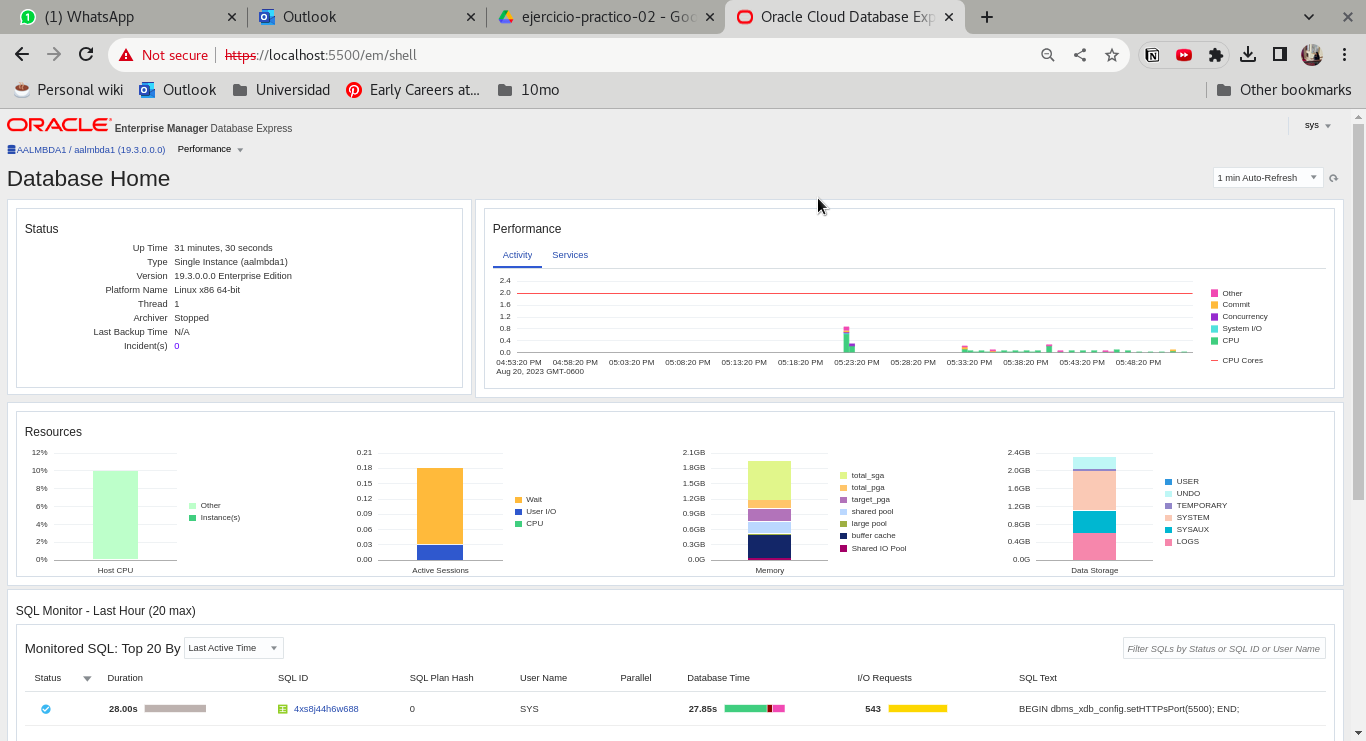 (1) WhatsApp
Outlook
ejercicio-practico-02 - Goo
Oracle Cloud Database Exp
Not secure https://localhost:5500/em/shell
Personal wiki Outlook Universidad Early Careers at... 10mo Other bookmarks
ORACLE Enterprise Manager Database Express
sys
AALMBDA1 / aalmbda1 (19.3.0.0.0) Performance
Database Home
1 min Auto-Refresh
Status
Up Time 31 minutes, 30 seconds
Type Single Instance (aalmbda1)
Version 19.3.0.0.0 Enterprise Edition
Platform Name Linux x86 64-bit
Thread 1
Archiver Stopped
Last Backup Time N/A
Incident(s) 0
Performance
Activity Services
2.4
2.0
1.6
1.2
0.8
0.4
0.0
04:53:20 PM 04:58:20 PM 05:03:20 PM 05:08:20 PM 05:13:20 PM 05:18:20 PM 05:23:20 PM 05:28:20 PM 05:33:20 PM 05:38:20 PM 05:43:20 PM 05:48:20 PM
Aug 20, 2023 GMT-0600
Other
Commit
Concurrency
System I/O
CPU
CPU Cores
Resources
12%
10%
8%
6%
4%
2%
0%
Host CPU
Other
Instance(s)
0.21
0.18
0.15
0.12
0.09
0.06
0.03
0.00
Active Sessions
Wait
User I/O
CPU
2.1GB
1.8GB
1.5GB
1.2GB
0.9GB
0.6GB
0.3GB
0.0G
Memory
total_sga
total_pga
target_pga
shared pool
large pool
buffer cache
Shared IO Pool
2.4GB
2.0GB
1.6GB
1.2GB
0.8GB
0.4GB
0.0G
Data Storage
USER
UNDO
TEMPORARY
SYSTEM
SYSAUX
LOGS
SQL Monitor - Last Hour (20 max)
Monitored SQL: Top 20 By Last Active Time
Filter SQLs by Status or SQL ID or User Name
Status Duration SQL ID SQL Plan Hash User Name Parallel Database Time I/O Requests SQL Text
28.00s 4xs8j44h6w688 0 SYS 27.85s 543 BEGIN dbms_xdb_config.setHTTPsPort(5500); END;